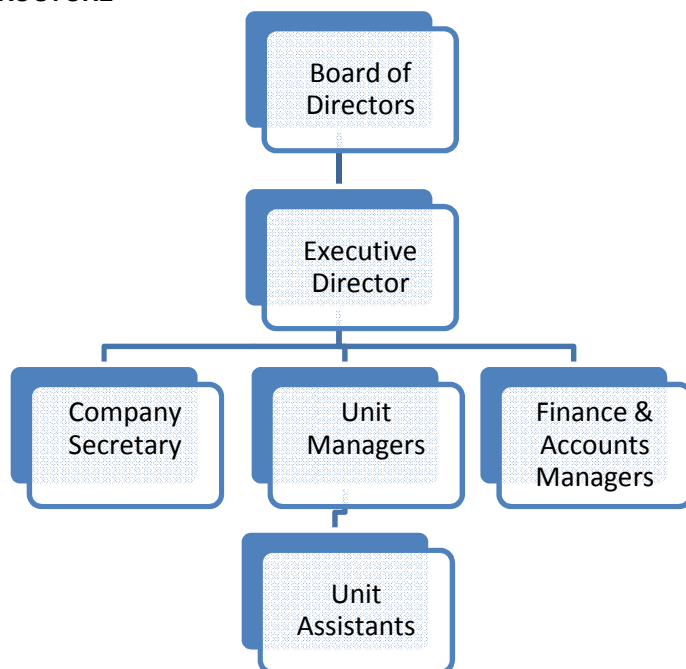 Board of
Directors
Executive
Director
Company
Secretary
Unit
Managers
Finance &
Accounts
Managers
Unit
Assistants